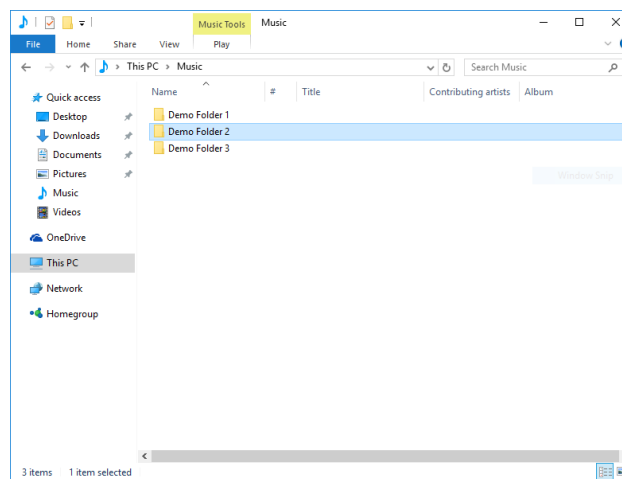 Music Tools Music
File Home Share View Play
This PC > Music
Search Music
Name # Title Contributing artists Album
Quick access
Desktop
Downloads
Documents
Pictures
Music
Videos
OneDrive
This PC
Network
Homegroup
Demo Folder 1
Demo Folder 2
Demo Folder 3
Window Snip
3 items 1 item selected